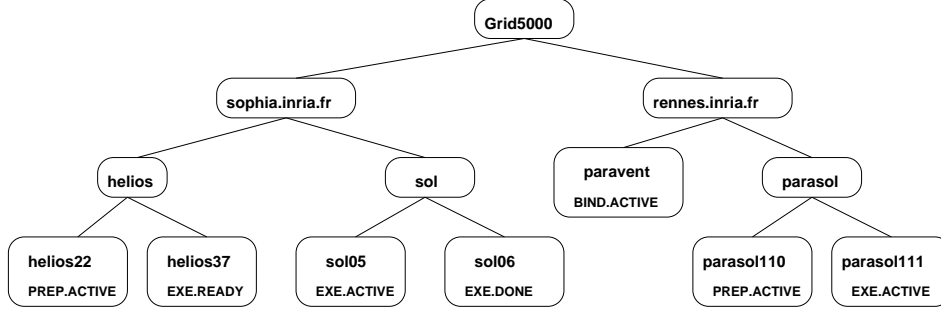 Grid5000
sophia.inria.fr
rennes.inria.fr
helios
sol
paravent
BIND.ACTIVE
parasol
helios22
PREP.ACTIVE
helios37
EXE.READY
sol05
EXE.ACTIVE
sol06
EXE.DONE
parasol110
PREP.ACTIVE
parasol111
EXE.ACTIVE